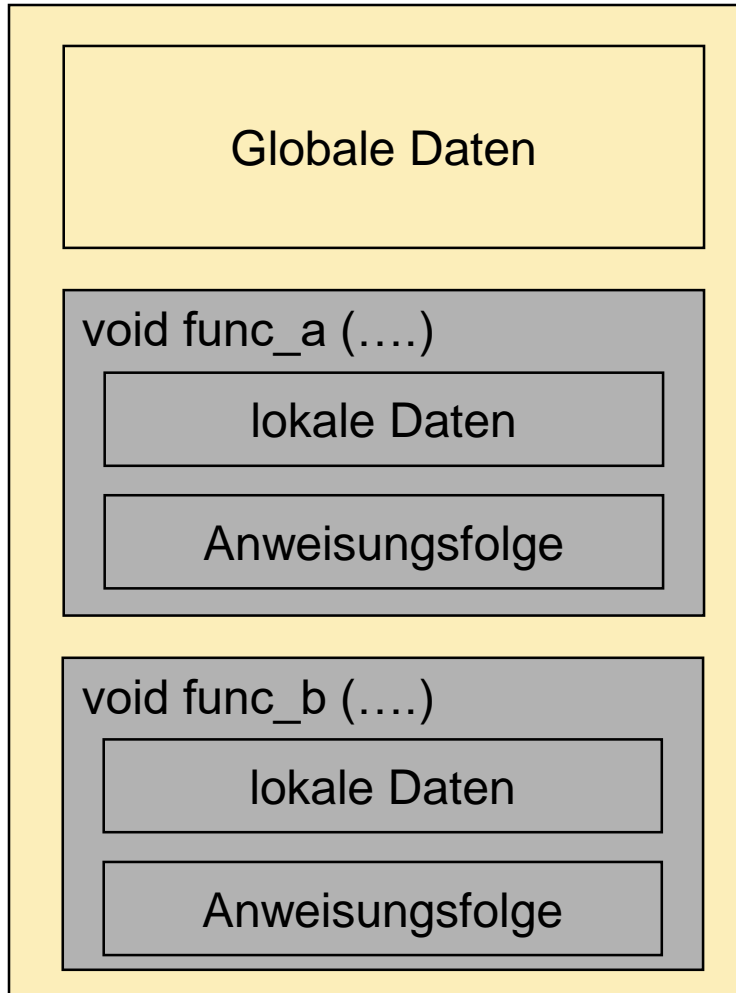 Globale Daten
void func_a (….)
lokale Daten
Anweisungsfolge
void func_b (….)
lokale Daten
Anweisungsfolge